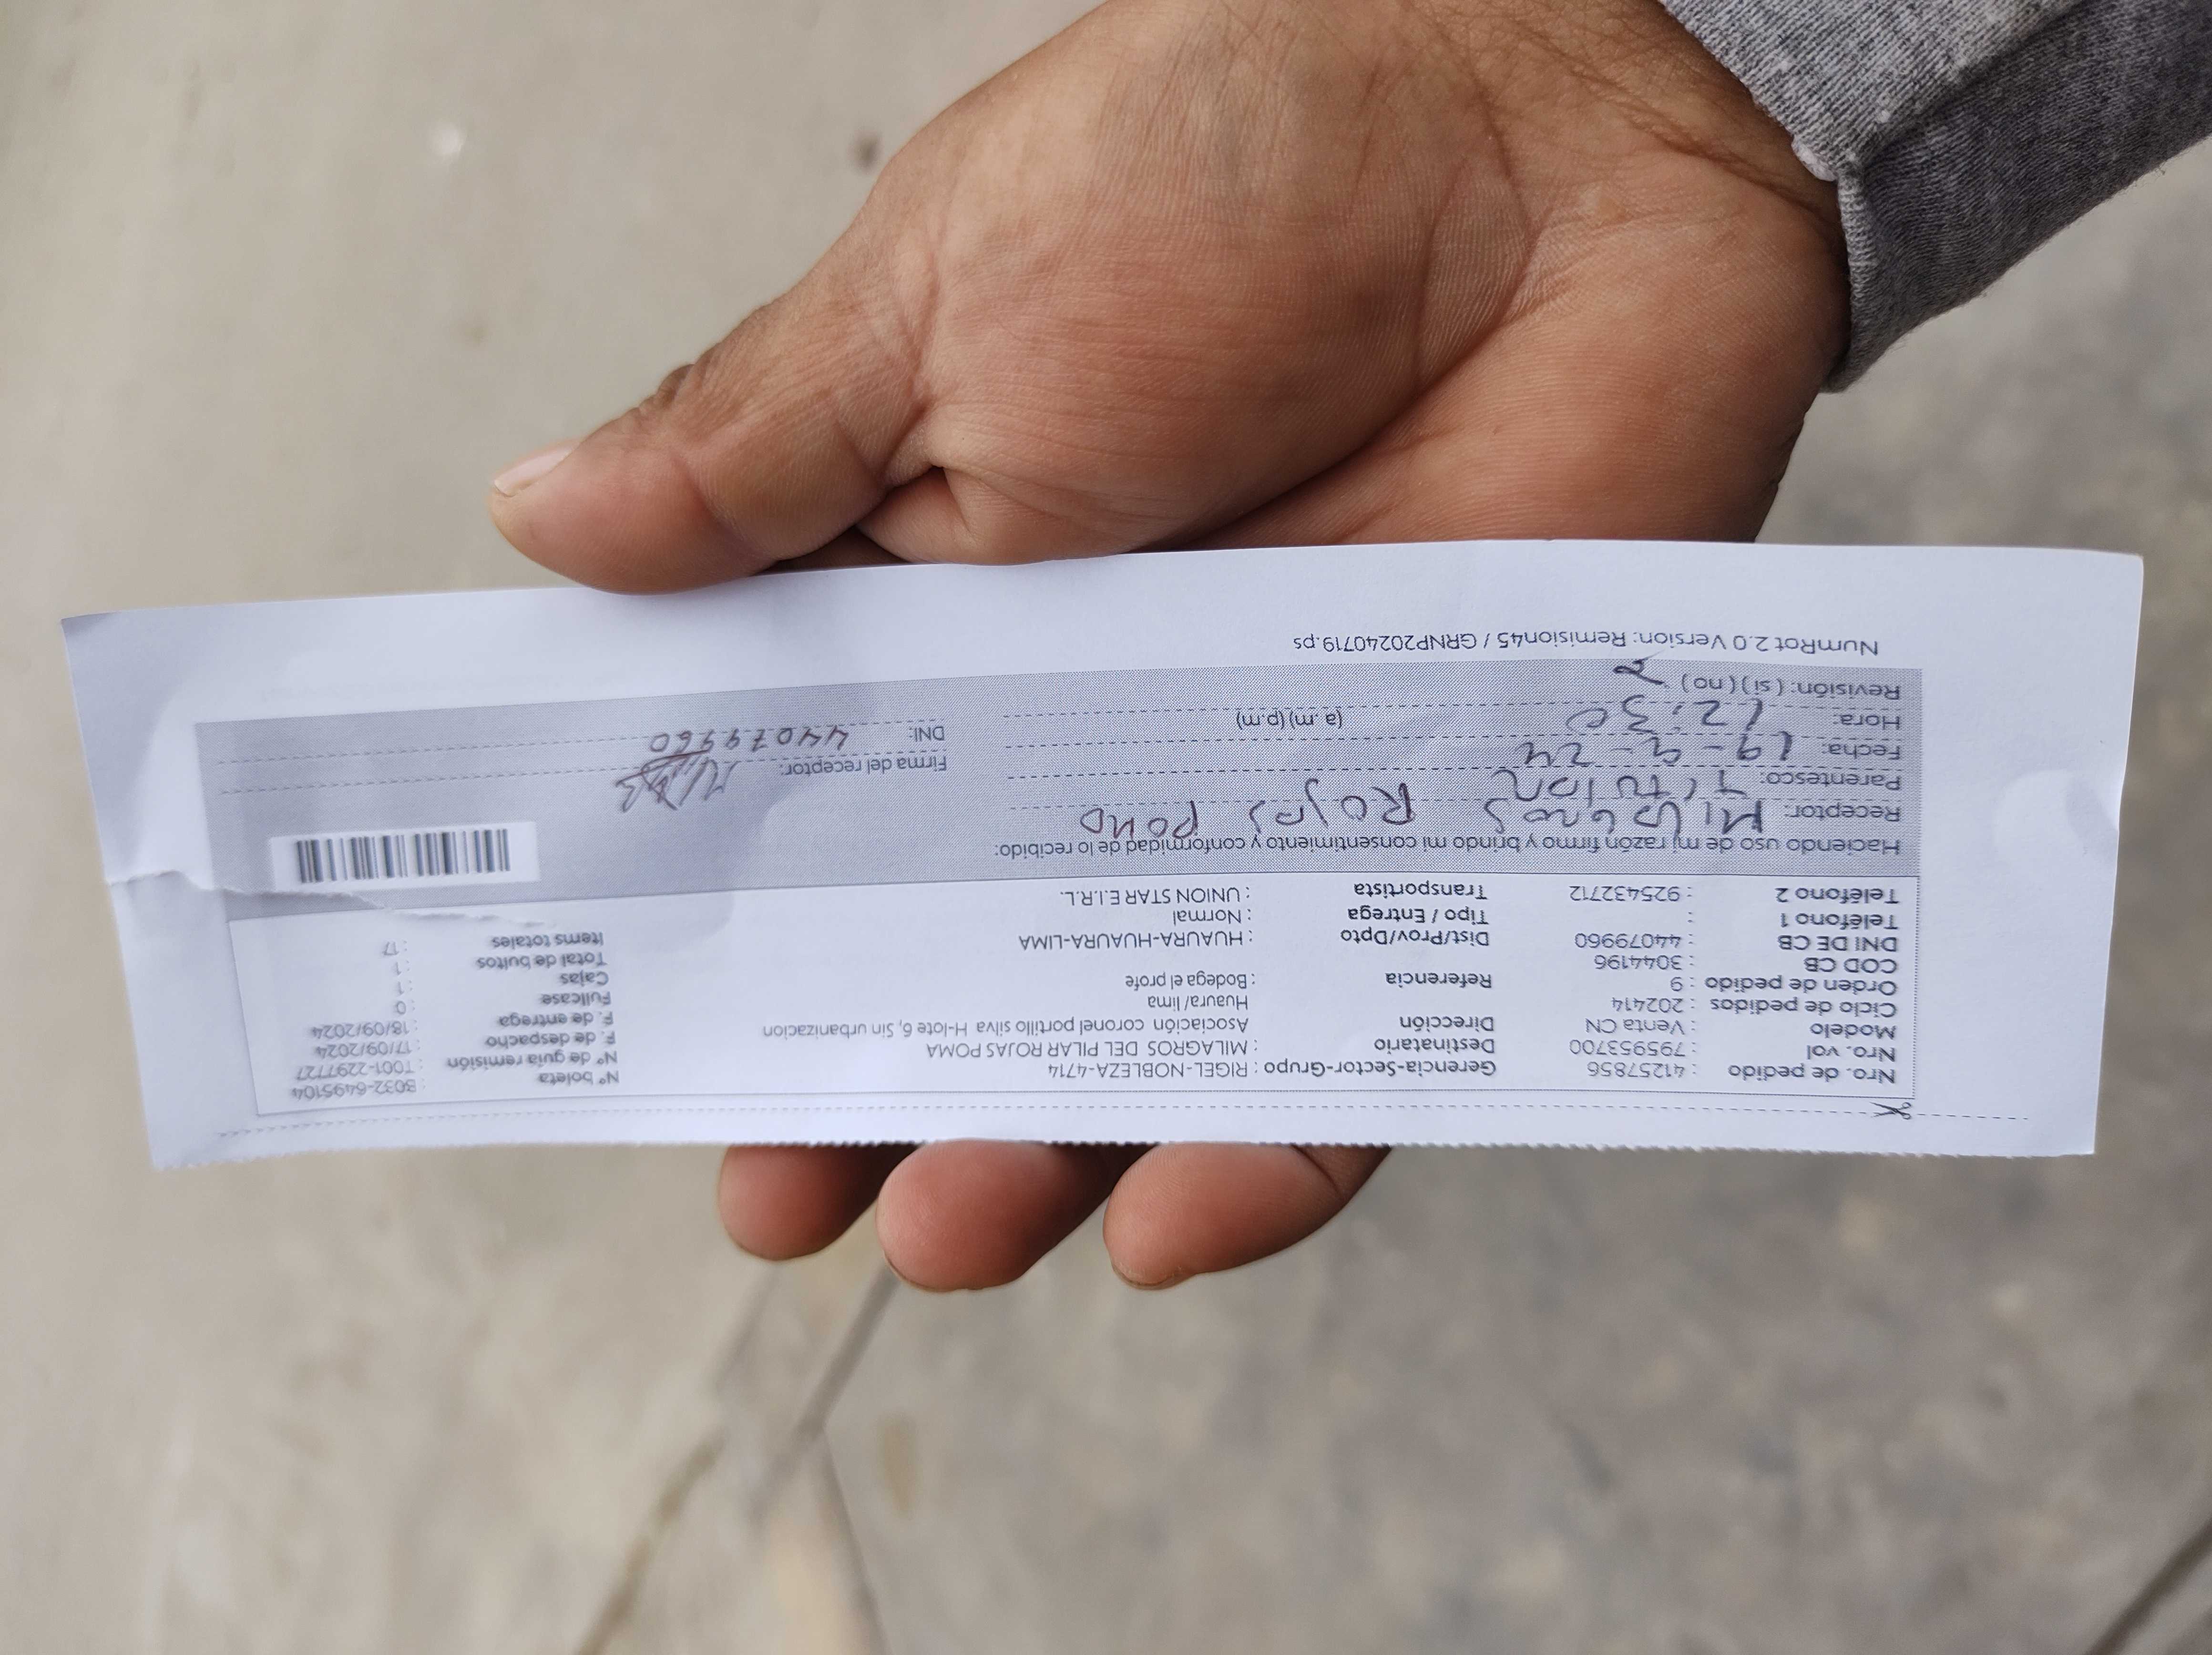 Nro. de pedido : 41257856 Gerencia-Sector-Grupo : RIGEL-NOBLEZA-4714 N° boleta : B032-6495104
Nro. vol : 795953700 Destinatario : MILAGROS DEL PILAR ROJAS POMA N° de guía remisión : T001-2297727
Modelo : Venta CN Dirección Asociación coronel portillo silva H-lote 6, Sin urbanizacion F. de despacho : 17/09/2024
Ciclo de pedidos : 202414 Huaura/ lima F. de entrega : 18/09/2024
Orden de pedido : 9 Referencia : Bodega el profe Fullcase : 0
COD CB : 3044196 Cajas : 1
DNI DE CB : 44079960 Dist/Prov/Dpto : HUAURA-HUAURA-LIMA Total de bultos : 1
Teléfono 1 : Tipo / Entrega : Normal Items totales : 17
Teléfono 2 : 925432712 Transportista : UNION STAR E.I.R.L.
Haciendo uso de mi razón firmo y brindo mi consentimiento y conformidad de lo recibido:
Receptor: Milagros Rojas Poma
Parentesco: Titular Firma del receptor:
Fecha: 19-9-24 DNI: 44079960
Hora: 12:30 (a .m) (p.m)
Revisión: ( si ) ( no )
NumRot 2.0 Version: Remision45 / GRNP20240719.ps